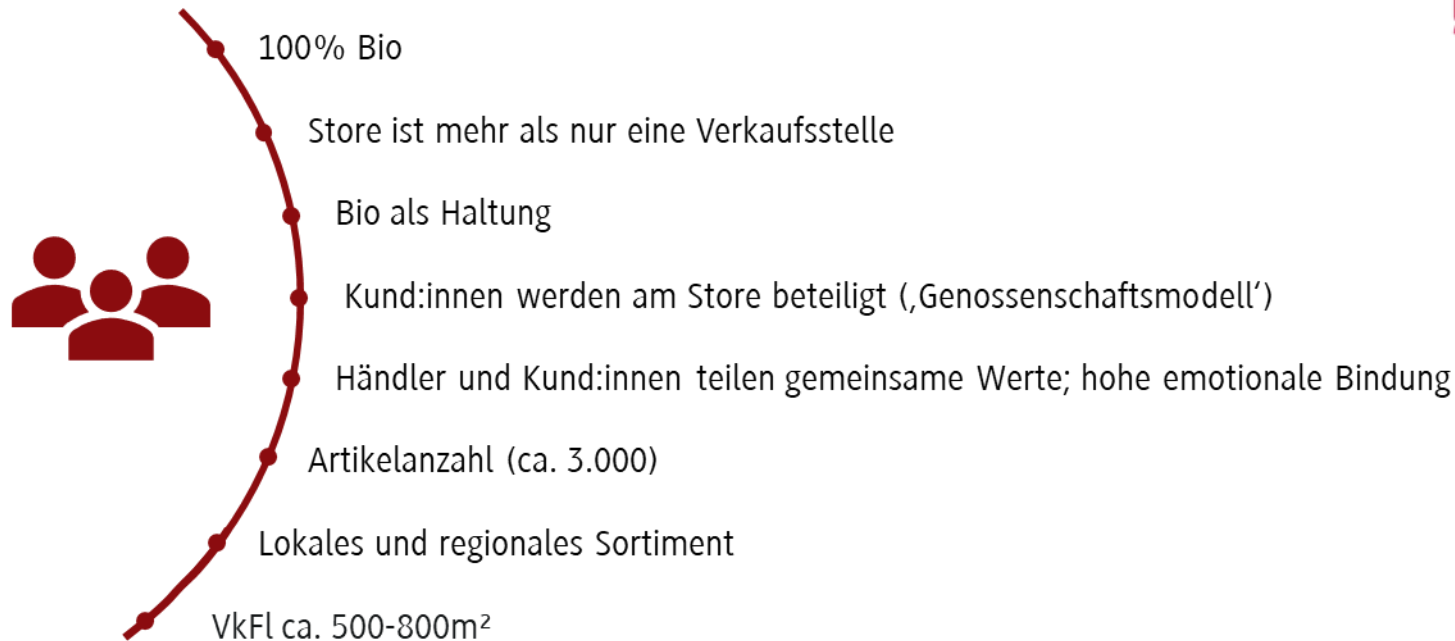 100% Bio
Store ist mehr als nur eine Verkaufsstelle
Bio als Haltung
Kund:innen werden am Store beteiligt (‚Genossenschaftsmodell‘)
Händler und Kund:innen teilen gemeinsame Werte; hohe emotionale Bindung
Artikelanzahl (ca. 3.000)
Lokales und regionales Sortiment
VkFl ca. 500-800m²